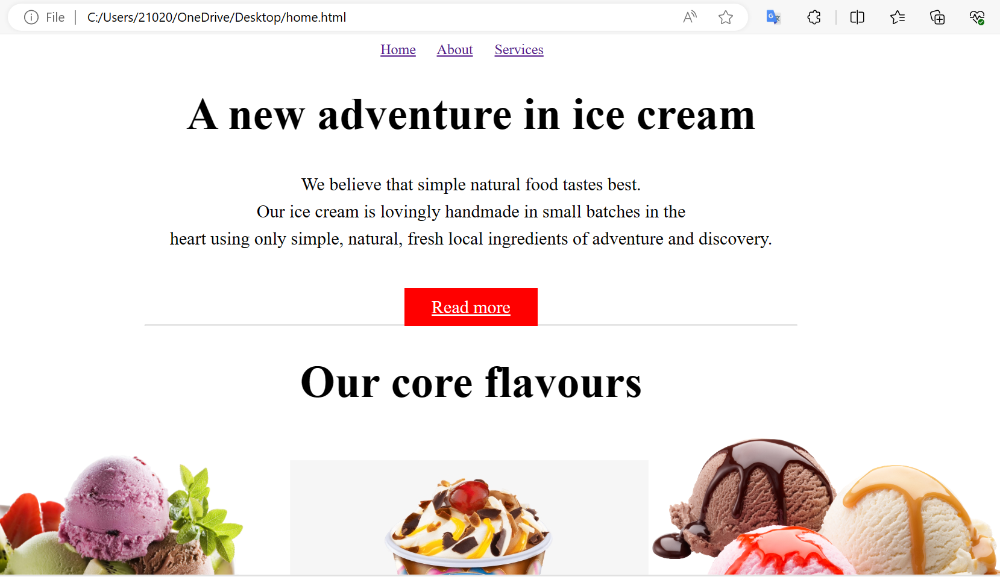 File
C:/Users/21020/OneDrive/Desktop/home.html
Home About Services
A new adventure in ice cream
We believe that simple natural food tastes best.
Our ice cream is lovingly handmade in small batches in the
heart using only simple, natural, fresh local ingredients of adventure and discovery.
Read more
Our core flavours